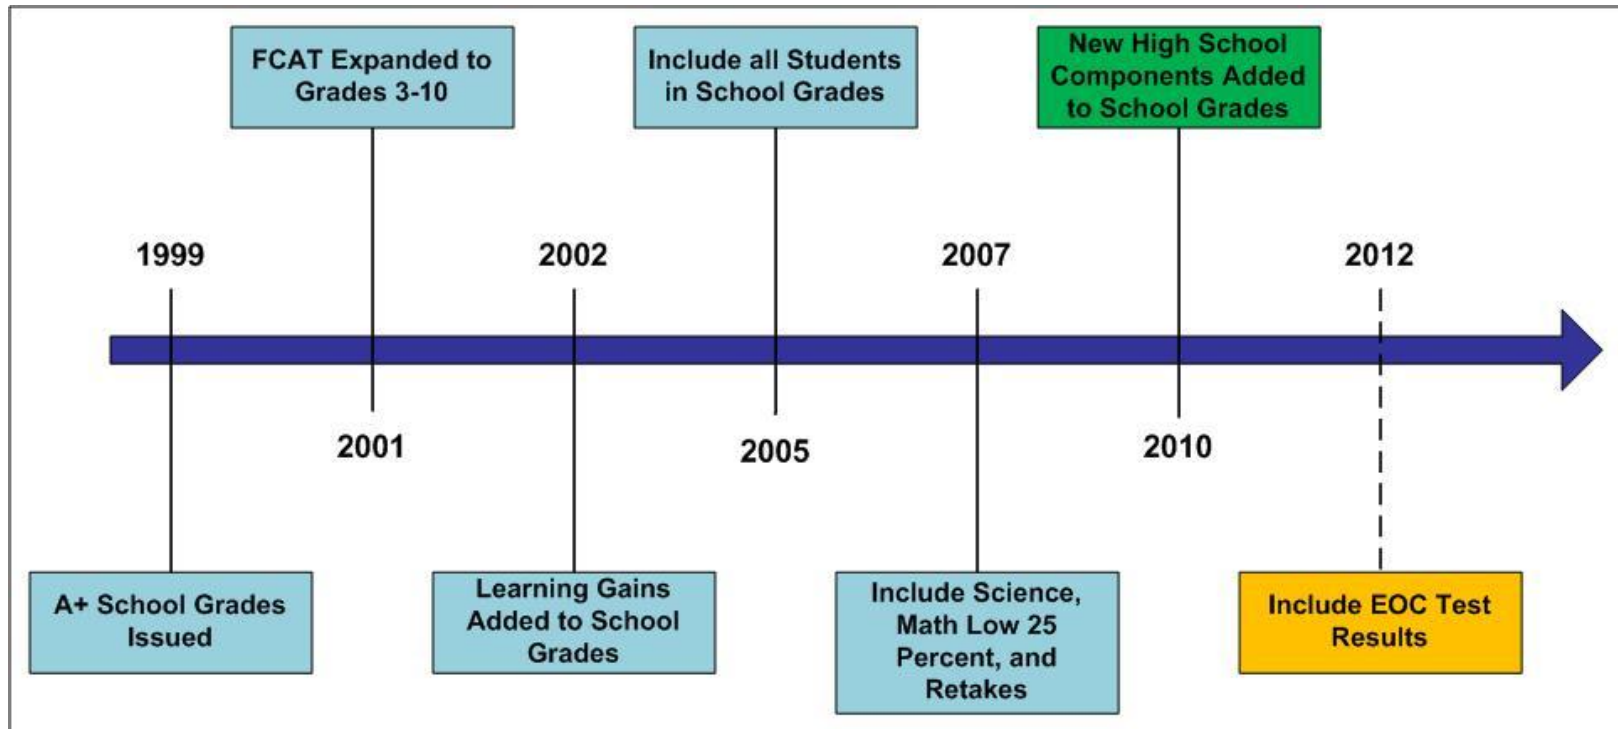 FCAT Expanded to
Grades 3-10
Include all Students
in School Grades
New High School
Components Added
to School Grades
1999
2002
2007
2012
2001
2005
2010
A+ School Grades
Issued
Learning Gains
Added to School
Grades
Include Science,
Math Low 25
Percent, and
Retakes
Include EOC Test
Results